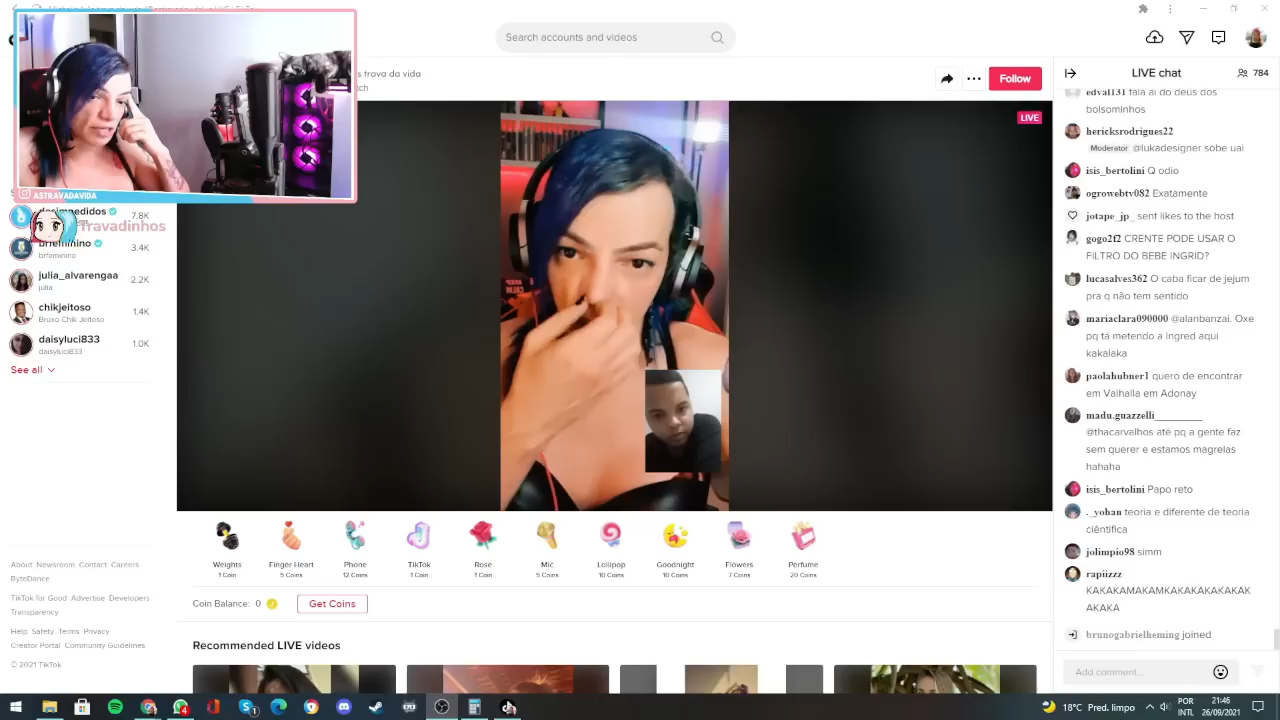 Search accounts and videos
s trava da vida
tch
Follow
LIVE chat
784
LIVE
ASTRAVADAVIDA
Travadinhos
desimpedidos
7.8K
brfeminino
brfeminino
3.4K
julia_alvarengaa
julia
2.2K
chikjeitoso
Bruxo Chik Jeitoso
1.4K
daisyluci833
daisyluci833
1.0K
See all
About Newsroom Contact Careers
ByteDance
TikTok for Good Advertise Developers
Transparency
Help Safety Terms Privacy
Creator Portal Community Guidelines
© 2021 TikTok
Weights
1 Coin
Finger Heart
5 Coins
Phone
12 Coins
TikTok
1 Coin
Rose
1 Coin
Mic
5 Coins
Lollipop
10 Coins
Goodnight
10 Coins
Flowers
7 Coins
Perfume
20 Coins
Coin Balance: 0
Get Coins
Recommended LIVE videos
edval131 fala ai do deus dos
bolsominhos
hericksrodrigues22
Moderator @lukadesigner sobe uai
isis_bertolini Q odio
ogrowebtv082 Exatamente
jotape_jp_ sent likes to the host
gogo2f2 CRENTE PODE USAR O
FILTRO DO BEBE INGRID?
lucasalves362 O caba ficar de jejum
pra q não tem sentido
mariaclara090000 @alanbanzai. Oxe
pq tá metendo a Ingred aqui
kakalaka
paolahubner1 quero de encontrar
em Valhalla em Adonay
madu.guazzelli________
@thacarvalhos até pq a gente faz
sem querer e estamos magrelas
hahaha
isis_bertolini Papo reto
._yohan teoria e diferente de teoria
ciêntifica
jolimpio98 simm
rapiizzz
KAKAKAMAKAMKAKAKAKAKAK
AKAKA
brunogabrielheming joined
Add comment...
18°C Pred. limpo
POR
INTL
21:46
26/09/2021